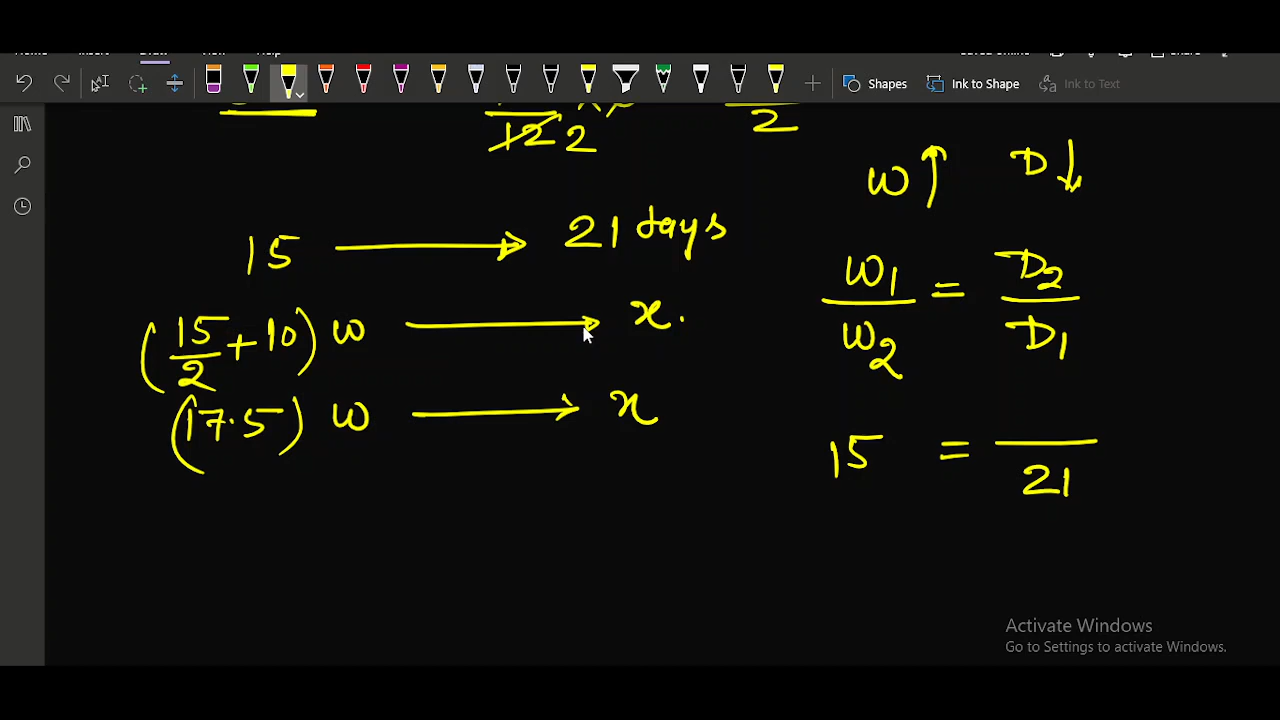 Shapes Ink to Shape Ink to Text
12 2 2
W↑ D↓
15 → 21 days
W1/W2 = D2/D1
(15/2 + 10) W → x.
(17.5) W → x
15 = /21
Activate Windows
Go to Settings to activate Windows.